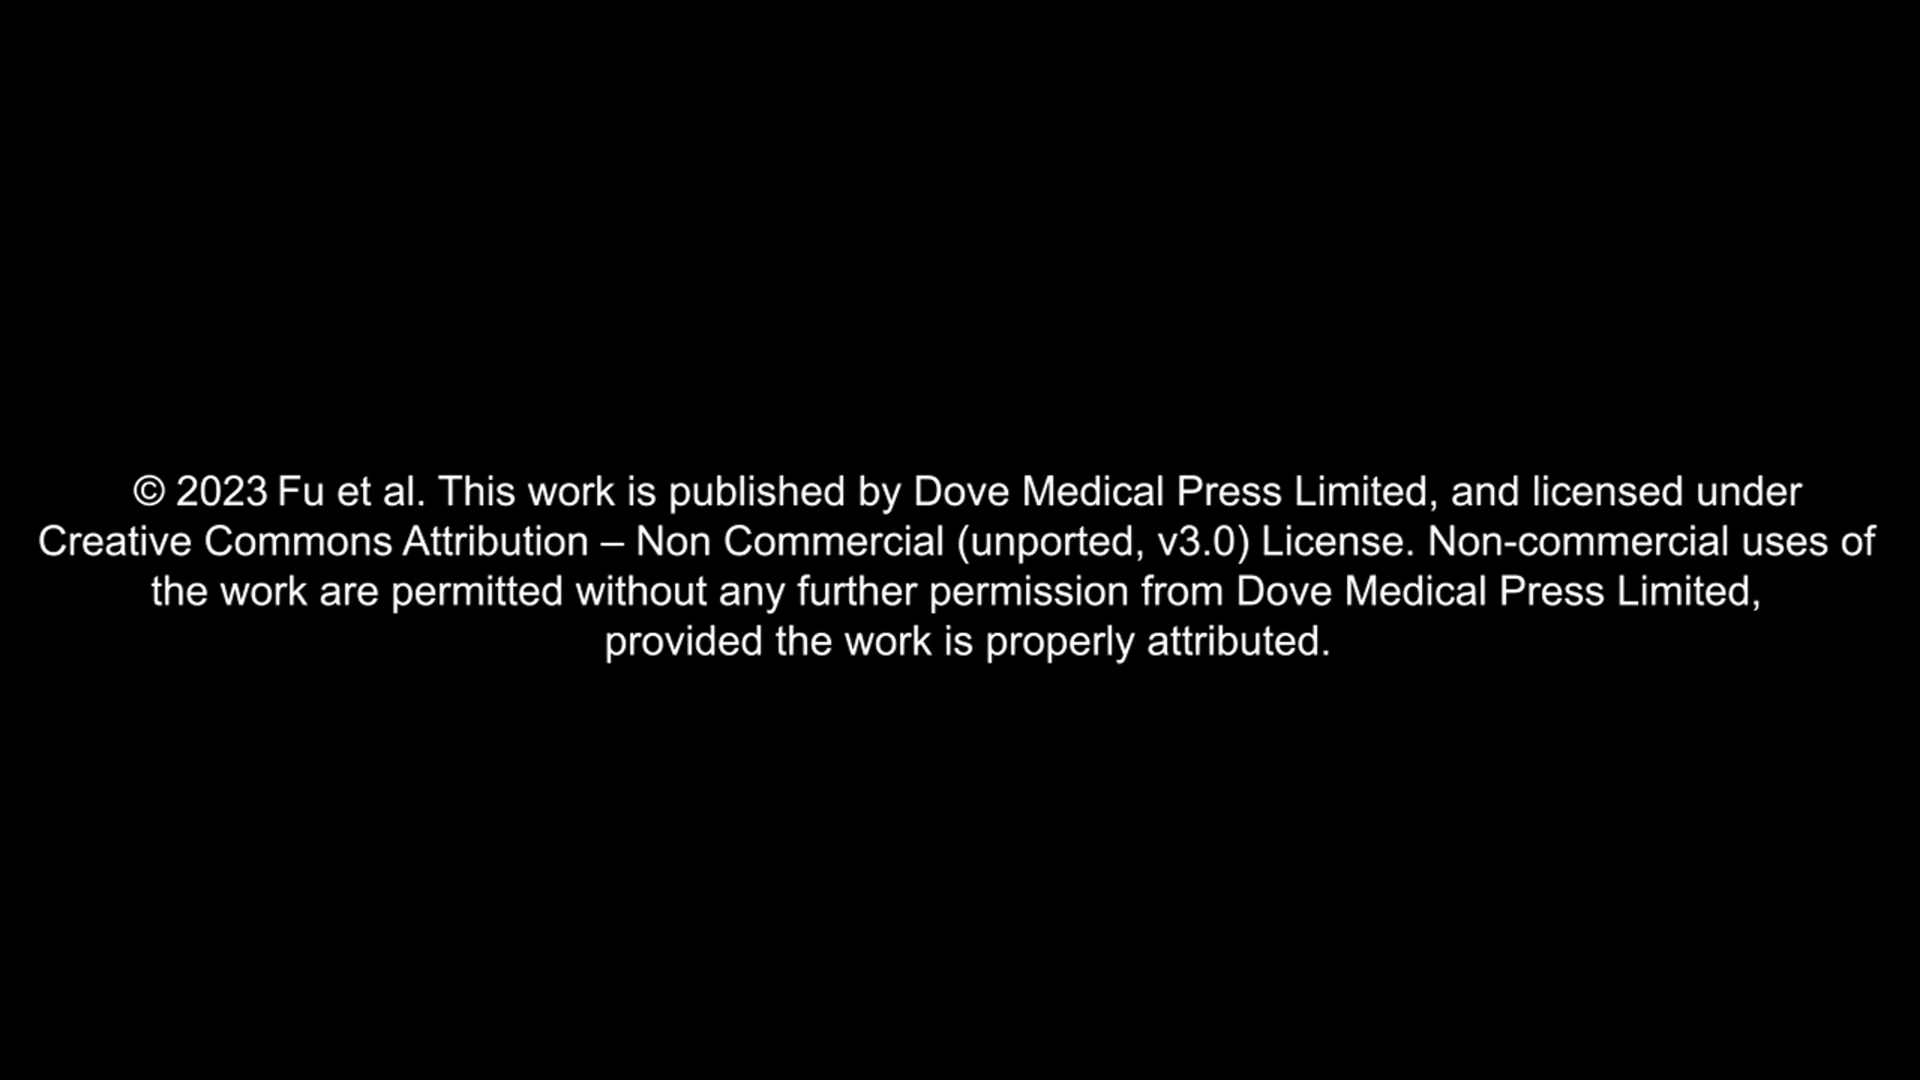 © 2023 Fu et al. This work is published by Dove Medical Press Limited, and licensed under
Creative Commons Attribution – Non Commercial (unported, v3.0) License. Non-commercial uses of
the work are permitted without any further permission from Dove Medical Press Limited,
provided the work is properly attributed.